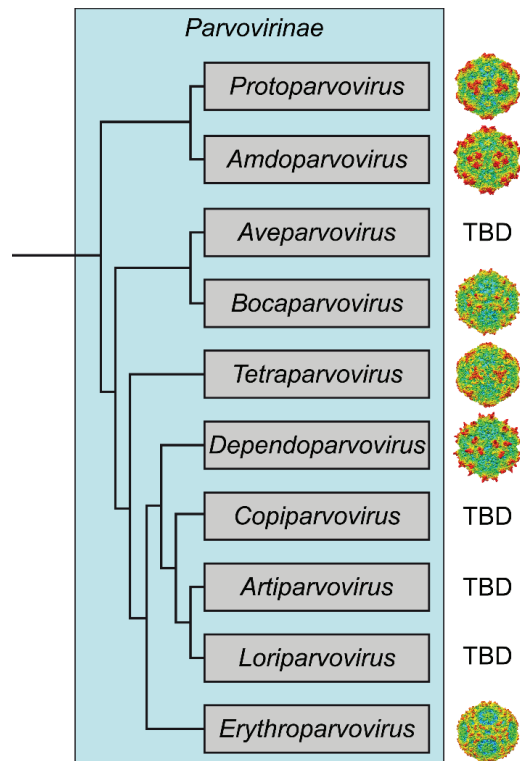 Parvovirinae
Protoparvovirus
Amdoparvovirus
Aveparvovirus TBD
Bocaparvovirus
Tetraparvovirus
Dependoparvovirus
Copiparvovirus TBD
Artiparvovirus TBD
Loriparvovirus TBD
Erythroparvovirus